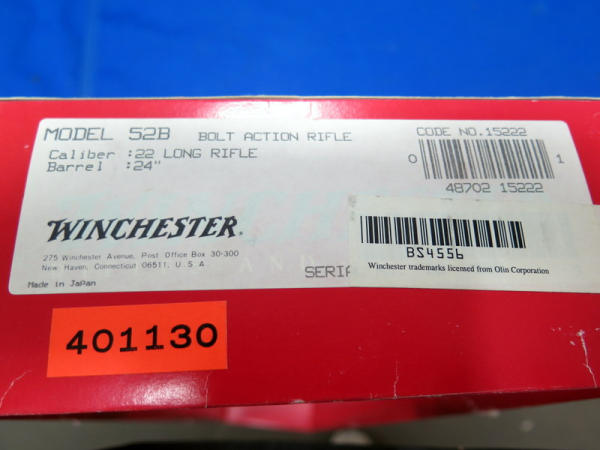 MODEL 52B BOLT ACTION RIFLE
Caliber :22 LONG RIFLE
Barrel :24"
CODE NO.15222
0 48702 15222 1
WINCHESTER®
275 Winchester Avenue, Post Office Box 30-300
New Haven, Connecticut 06511, U.S.A
Made in Japan
SERIA
BS4556
Winchester trademarks licensed from Olin Corporation
401130